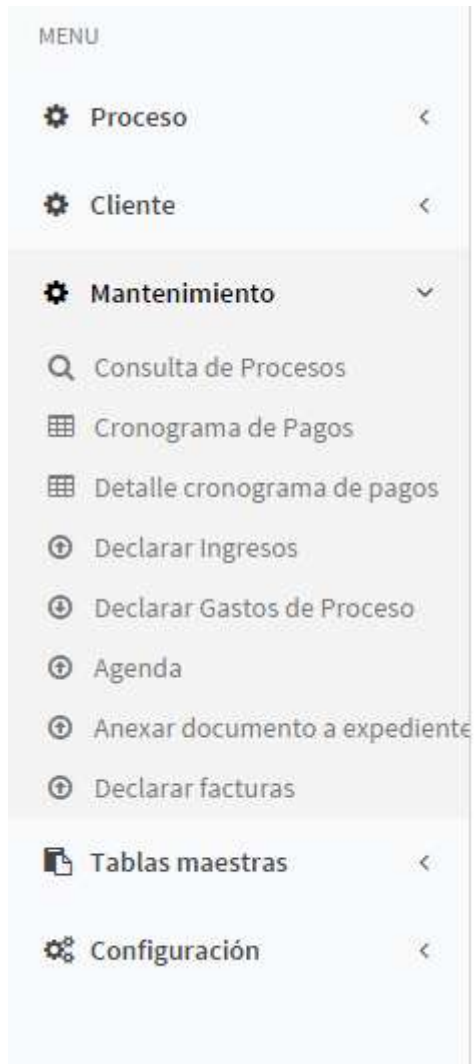 MENU
Proceso
Cliente
Mantenimiento
Consulta de Procesos
Cronograma de Pagos
Detalle cronograma de pagos
Declarar Ingresos
Declarar Gastos de Proceso
Agenda
Anexar documento a expediente
Declarar facturas
Tablas maestras
Configuración